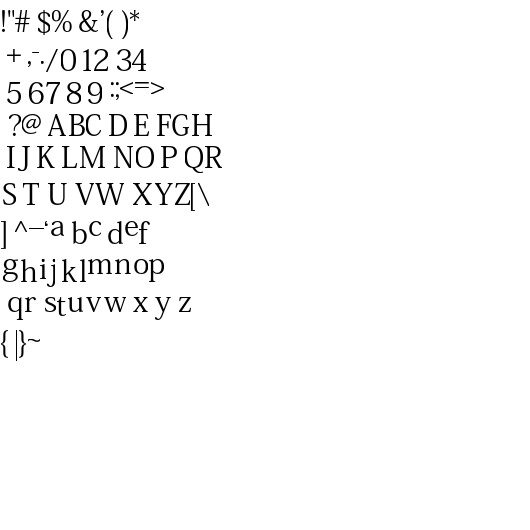 !"# $% &'( )*
+ ,-./0 12 34
5 67 8 9 :;<=>
?@ ABC D E FGH
I J K LM NO P QR
S T U VW XYZ[\
] ^—‘a bc def
ghijklmnop
qr stuvw x y z
{ |}~